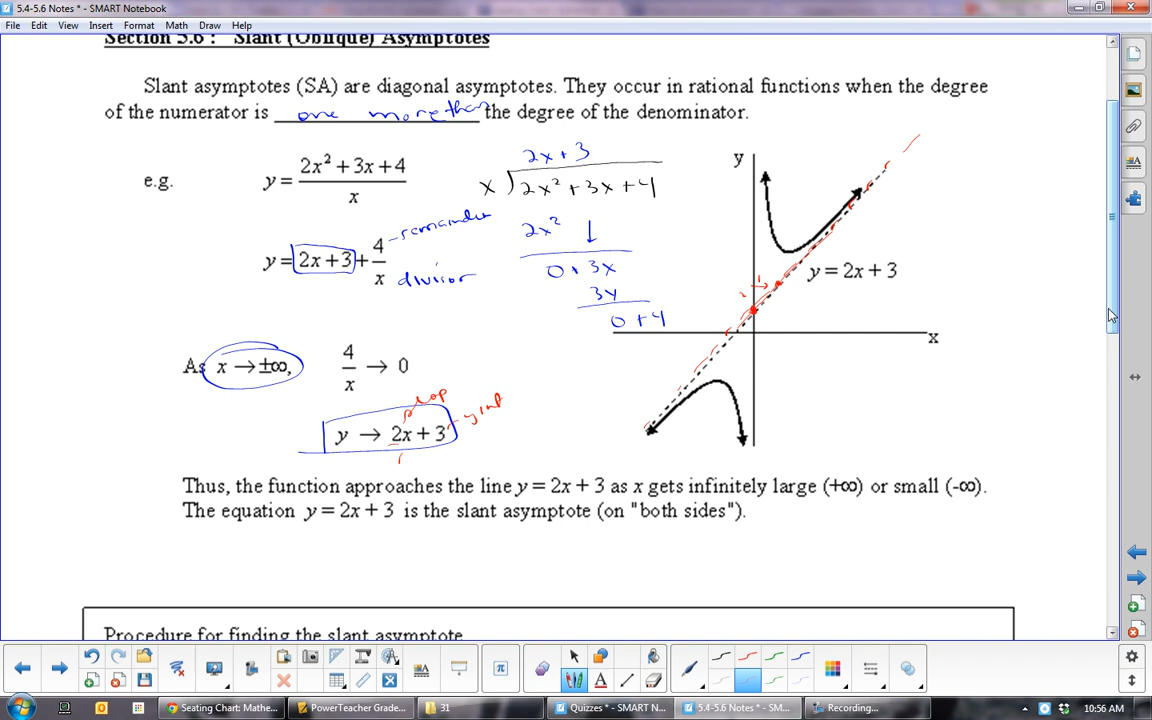 5.4-5.6 Notes * - SMART Notebook
File Edit View Insert Format Math Draw Help
Section 5.6 : Slant (Oblique) Asymptotes
Slant asymptotes (SA) are diagonal asymptotes. They occur in rational functions when the degree
of the numerator is one more than the degree of the denominator.
e.g. y = (2x² + 3x + 4)/x
2x + 3
x ) 2x² + 3x + 4
2x² ↓
0 + 3x
3x
0 + 4
y = 2x + 3 + 4/x
remainder
divisor
As x → ±∞, 4/x → 0
y → 2x + 3
y int
y
2 1
y = 2x + 3
x
Thus, the function approaches the line y = 2x + 3 as x gets infinitely large (+∞) or small (-∞).
The equation y = 2x + 3 is the slant asymptote (on "both sides").
Procedure for finding the slant asymptote
Seating Chart: Mathe...
PowerTeacher Grade...
31
Quizzes * - SMART N...
5.4-5.6 Notes * - SM...
Recording...
10:56 AM